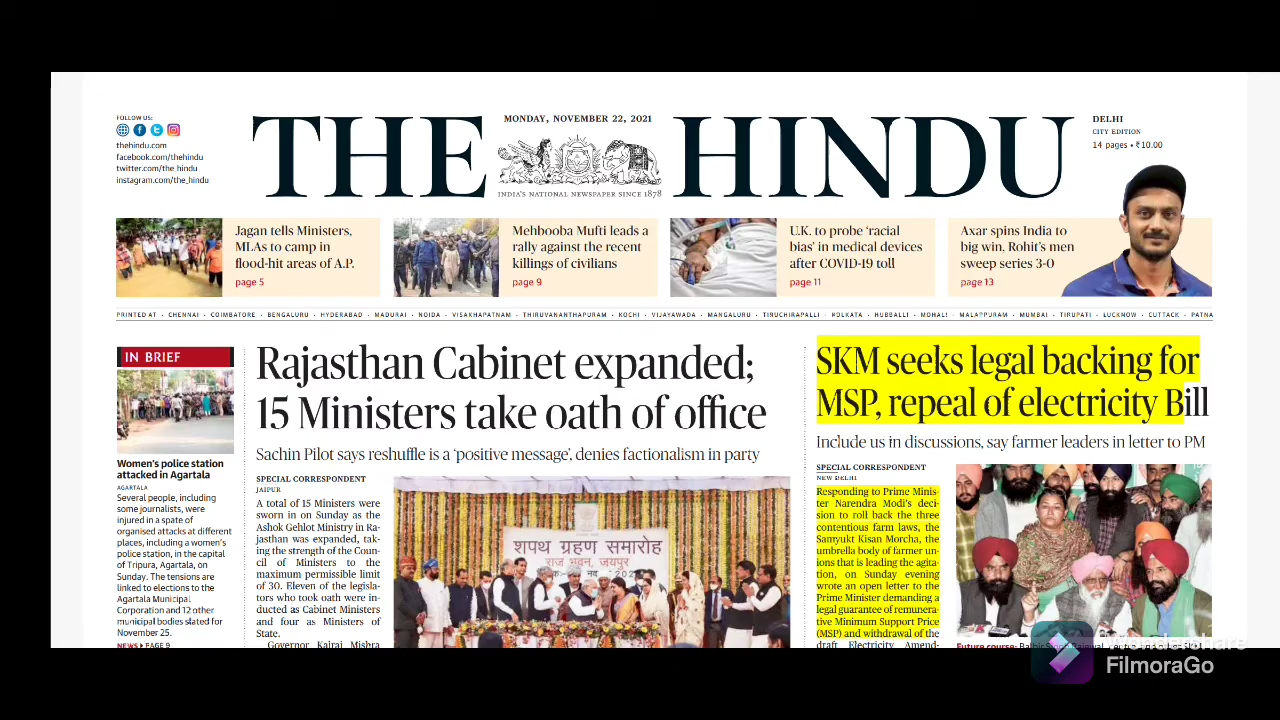 FOLLOW US:
thehindu.com
facebook.com/thehindu
twitter.com/the_hindu
instagram.com/the_hindu
THE HINDU
MONDAY, NOVEMBER 22, 2021
INDIA'S NATIONAL NEWSPAPER SINCE 1878
DELHI
CITY EDITION
14 pages • ₹10.00
Jagan tells Ministers,
MLAs to camp in
flood-hit areas of A.P.
page 5
Mehbooba Mufti leads a
rally against the recent
killings of civilians
page 9
U.K. to probe ‘racial
bias’ in medical devices
after COVID-19 toll
page 11
Axar spins India to
big win. Rohit's men
sweep series 3-0
page 13
PRINTED AT • CHENNAI • COIMBATORE • BENGALURU • HYDERABAD • MADURAI • NOIDA • VISAKHAPATNAM • THIRUVANANTHAPURAM • KOCHI • VIJAYAWADA • MANGALURU • TIRUCHIRAPALLI • KOLKATA • HUBBALLI • MOHALI • MALAPPURAM • MUMBAI • TIRUPATI • LUCKNOW • CUTTACK • PATNA
IN BRIEF
Women's police station
attacked in Agartala
AGARTALA
Several people, including
some journalists, were
injured in a spate of
organised attacks at different
places, including a women's
police station, in the capital
of Tripura, Agartala, on
Sunday. The tensions are
linked to elections to the
Agartala Municipal
Corporation and 12 other
municipal bodies slated for
November 25.
NEWS PAGE 9
Rajasthan Cabinet expanded;
15 Ministers take oath of office
Sachin Pilot says reshuffle is a ‘positive message’, denies factionalism in party
SPECIAL CORRESPONDENT
JAIPUR
A total of 15 Ministers were
sworn in on Sunday as the
Ashok Gehlot Ministry in Ra-
jasthan was expanded, tak-
ing the strength of the Coun-
cil of Ministers to the
maximum permissible limit
of 30. Eleven of the legisla-
tors who took oath were in-
ducted as Cabinet Ministers
and four as Ministers of
State.
Governor Kalraj Mishra
शपथ ग्रहण समारोह
राज भवन, जयपुर
SKM seeks legal backing for
MSP, repeal of electricity Bill
Include us in discussions, say farmer leaders in letter to PM
SPECIAL CORRESPONDENT
NEW DELHI
Responding to Prime Minis-
ter Narendra Modi's deci-
sion to roll back the three
contentious farm laws, the
Samyukt Kisan Morcha, the
umbrella body of farmer un-
ions that is leading the agita-
tion, on Sunday evening
wrote an open letter to the
Prime Minister demanding a
legal guarantee of remunera-
tive Minimum Support Price
(MSP) and withdrawal of the
draft Electricity Amend-
Future course:
Wondershare
FilmoraGo